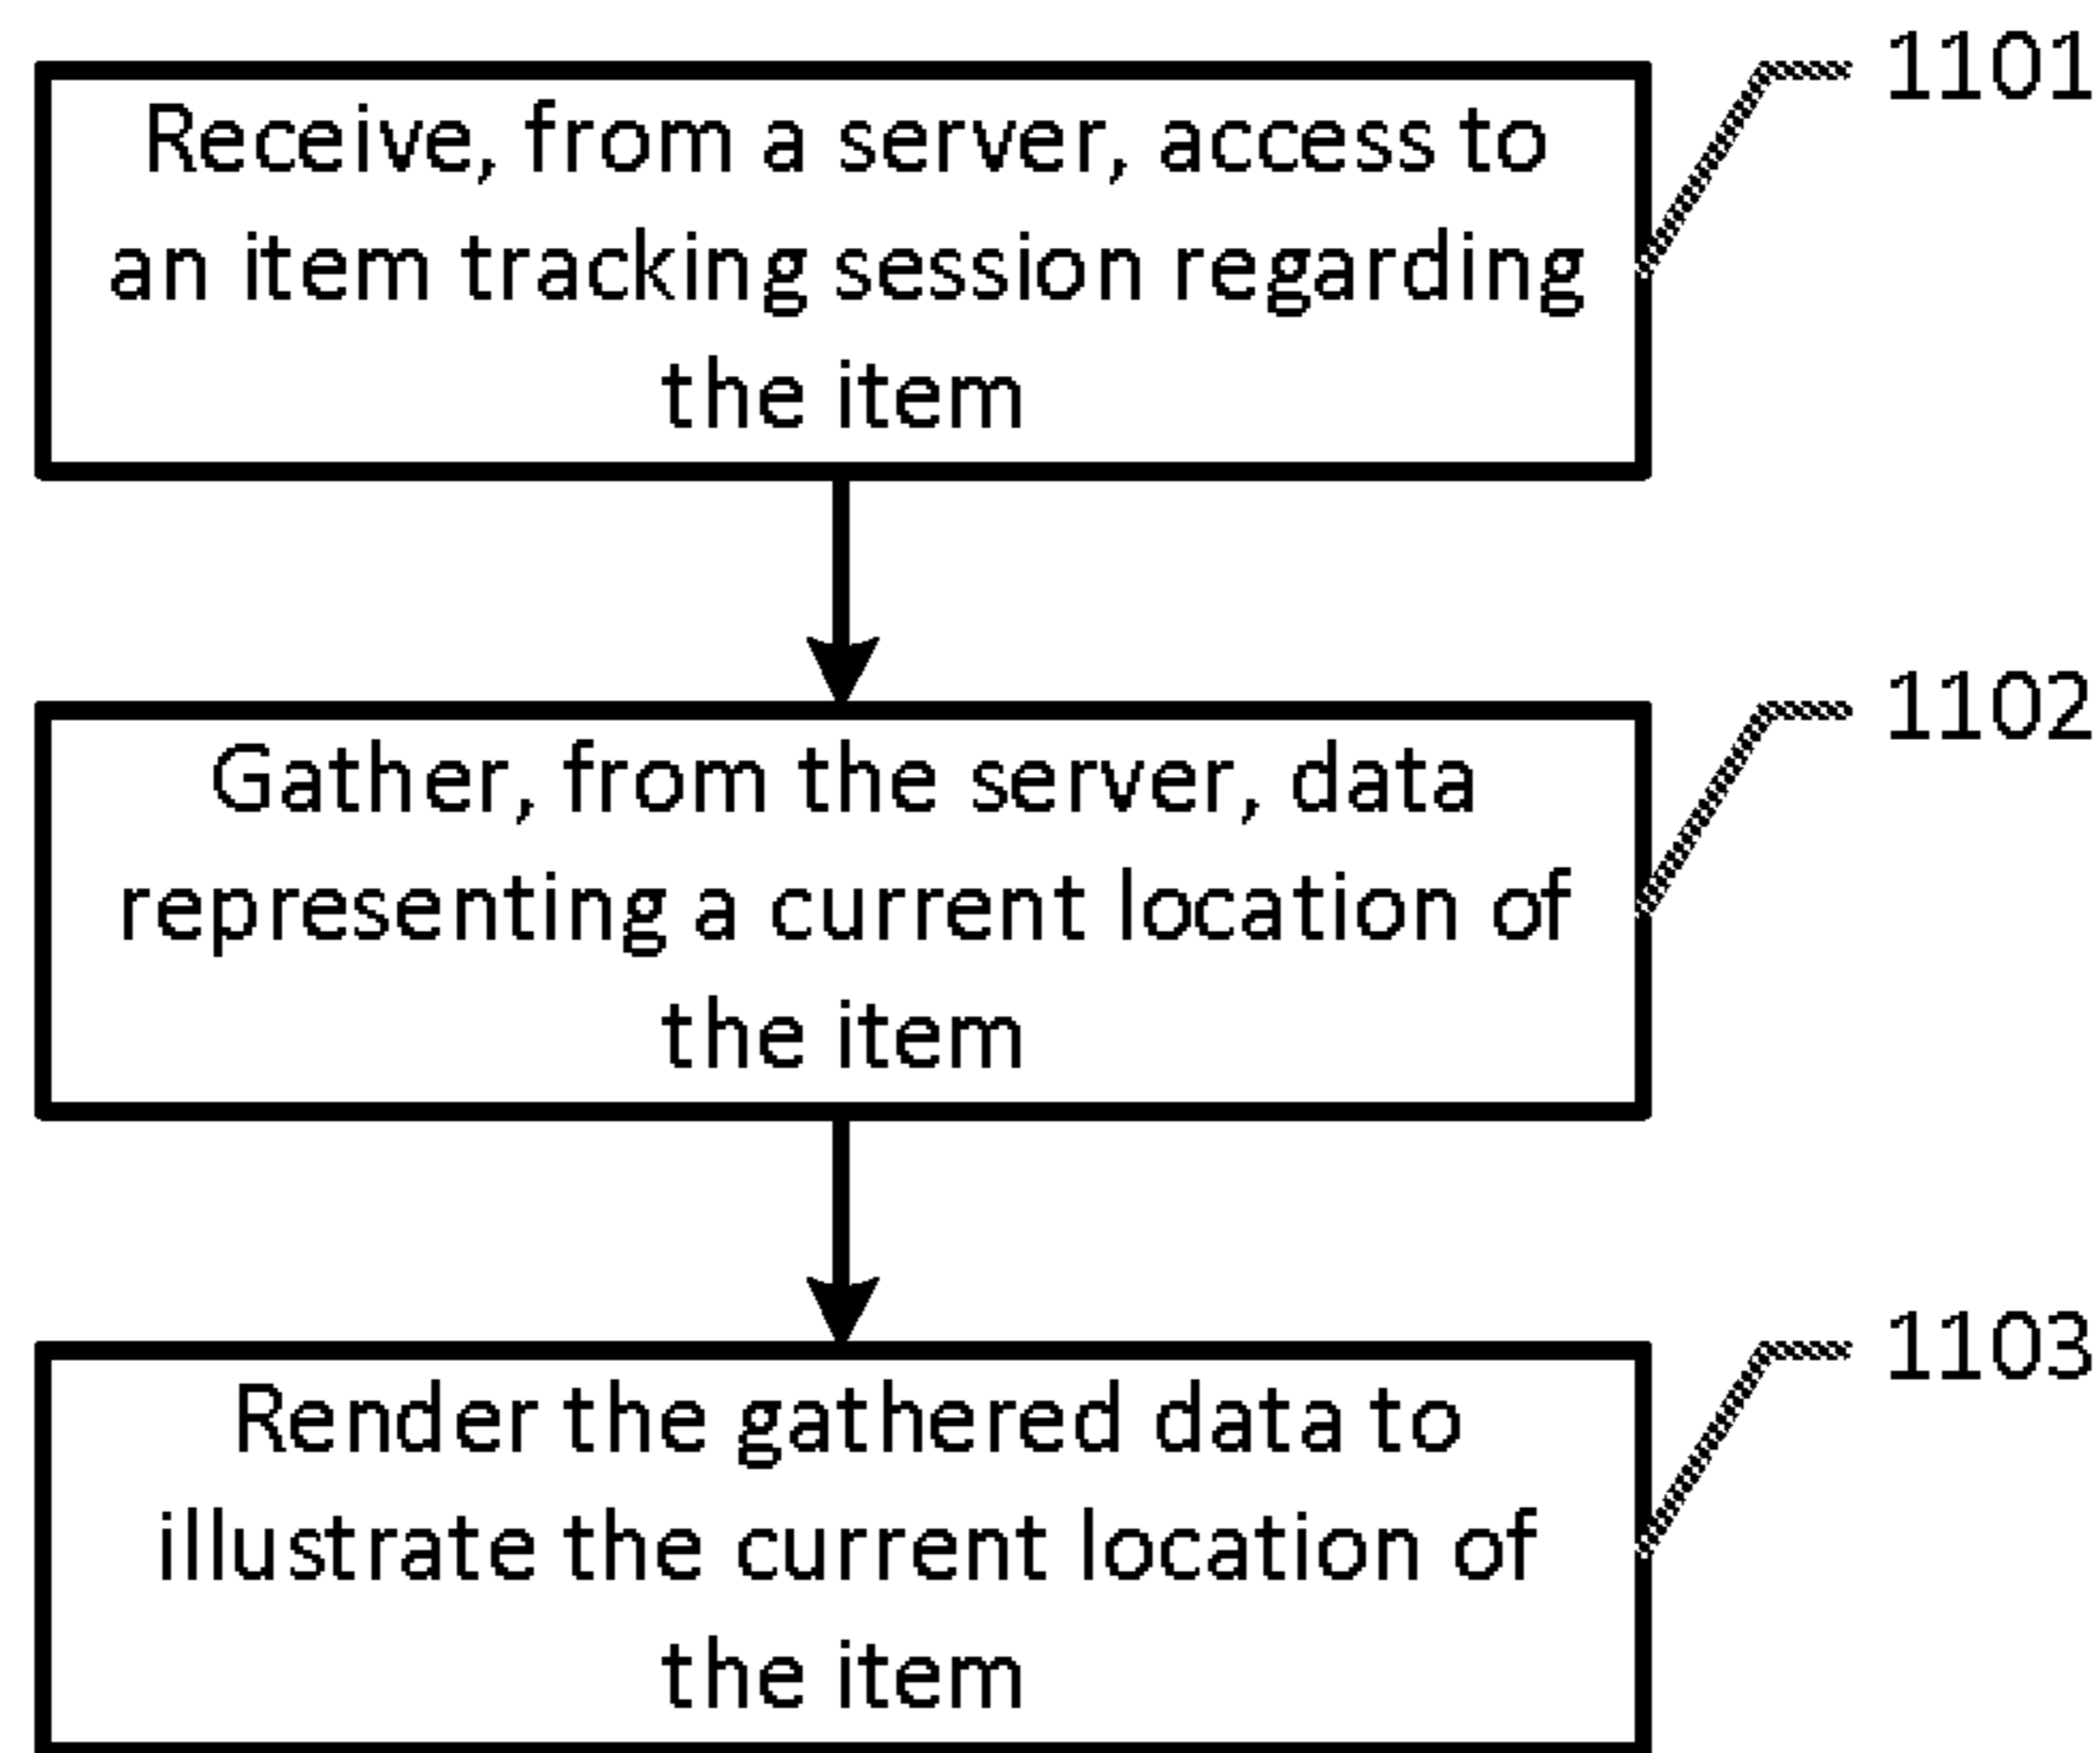 1101
Receive, from a server, access to
an item tracking session regarding
the item
1102
Gather, from the server, data
representing a current location of
the item
1103
Render the gathered data to
illustrate the current location of
the item